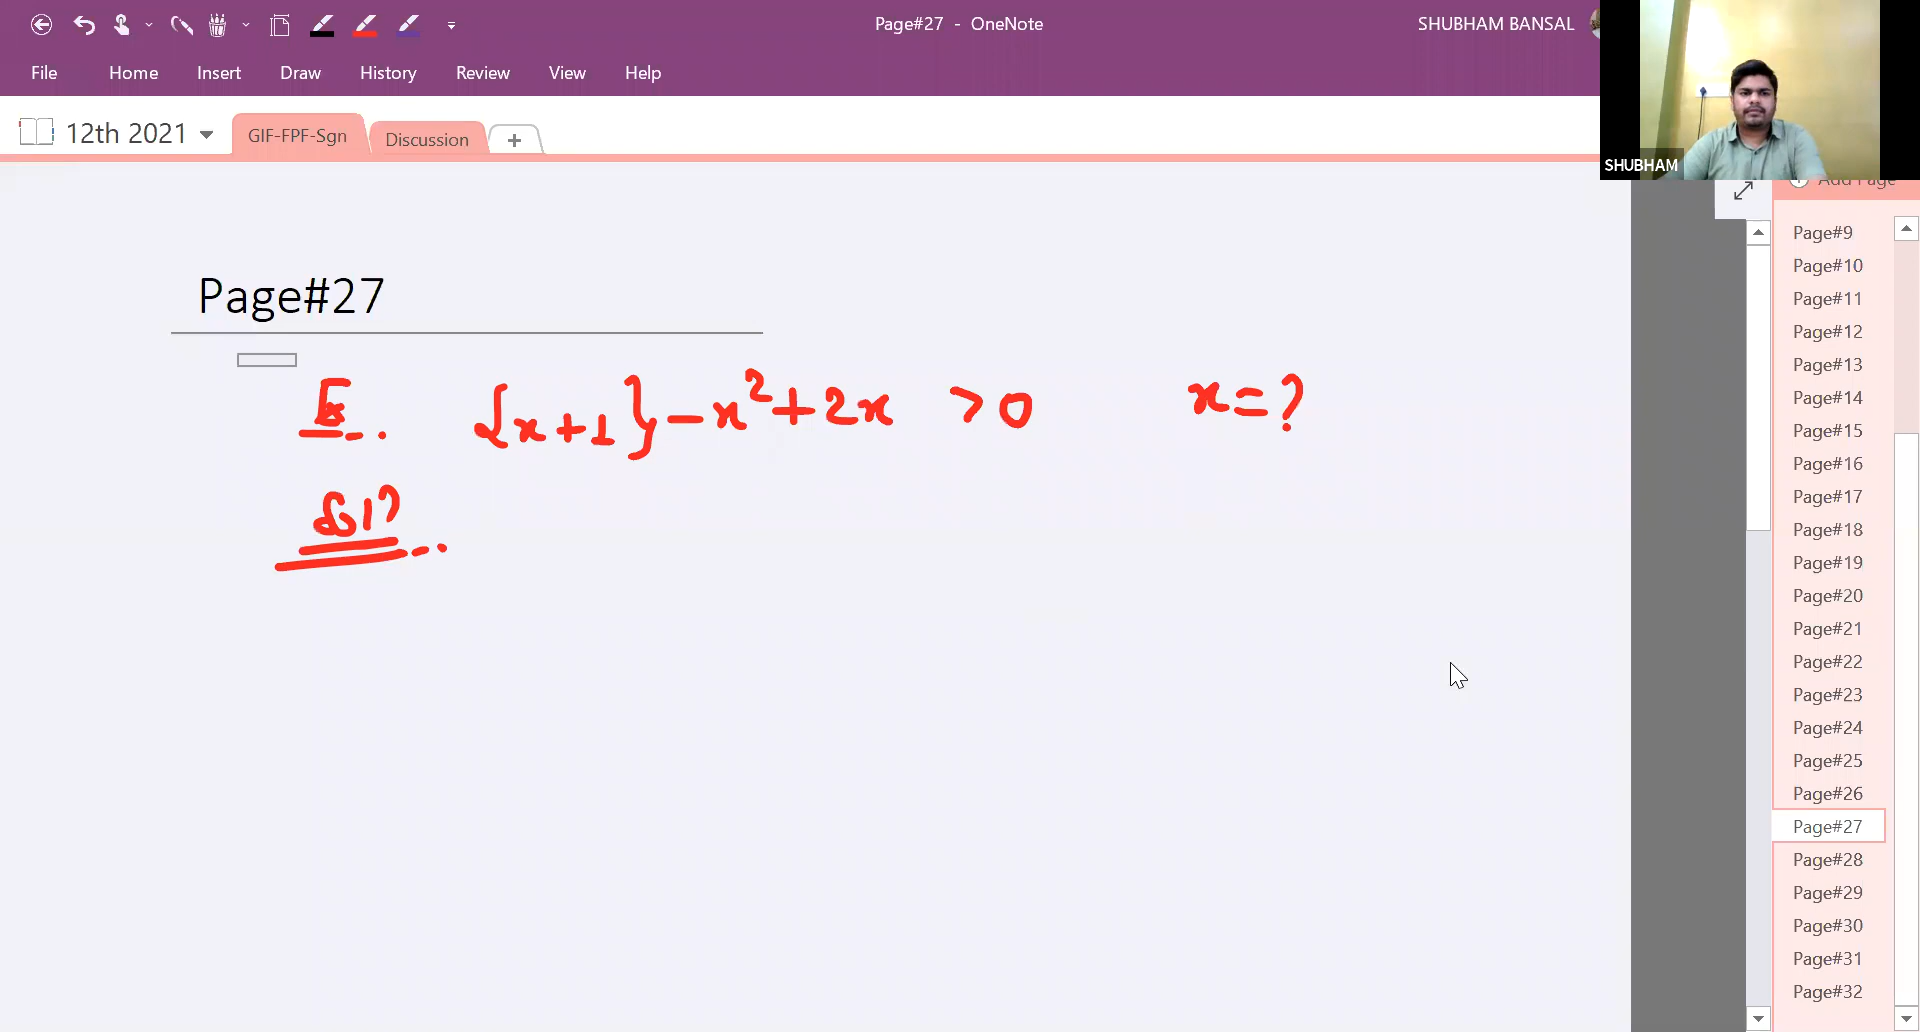 Page#27 - OneNote
SHUBHAM BANSAL
File Home Insert Draw History Review View Help
SHUBHAM
12th 2021 GIF-FPF-Sgn Discussion +
Add Page
Page#27
Ex. {x+1}-x²+2x >0 x=?
Page#9
Page#10
Page#11
Page#12
Page#13
Page#14
Page#15
Page#16
Page#17
Page#18
Page#19
Page#20
Page#21
Page#22
Page#23
Page#24
Page#25
Page#26
Page#27
Page#28
Page#29
Page#30
Page#31
Page#32